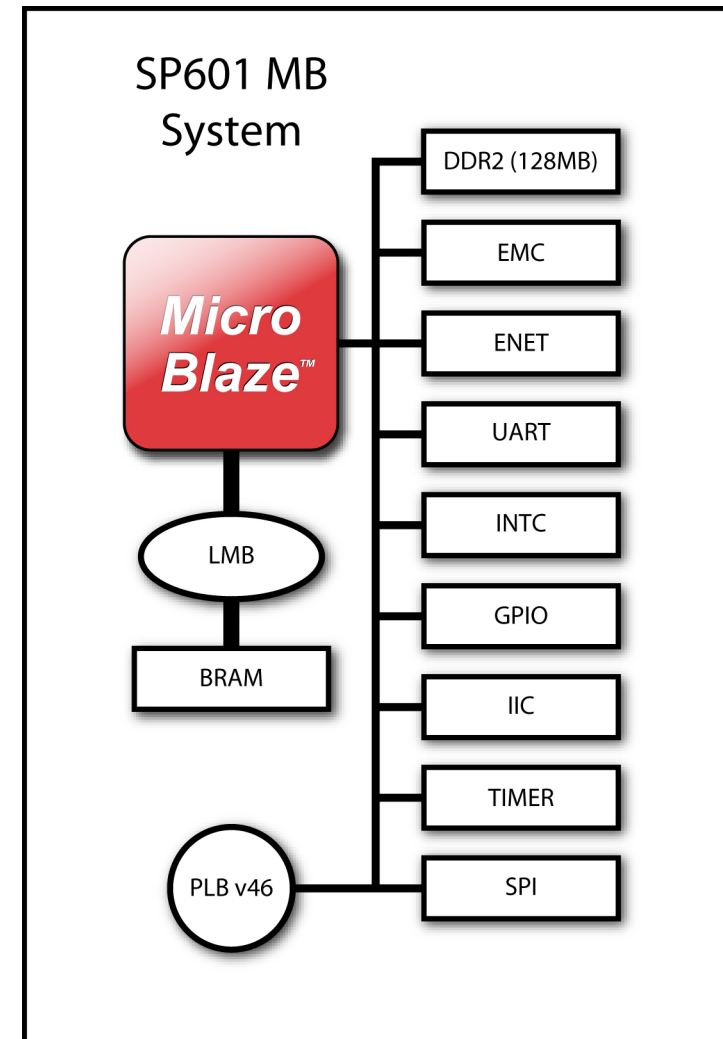 SP601 MB
System
DDR2 (128MB)
EMC
Micro
Blaze™
ENET
UART
INTC
LMB
GPIO
BRAM
IIC
TIMER
PLB v46
SPI